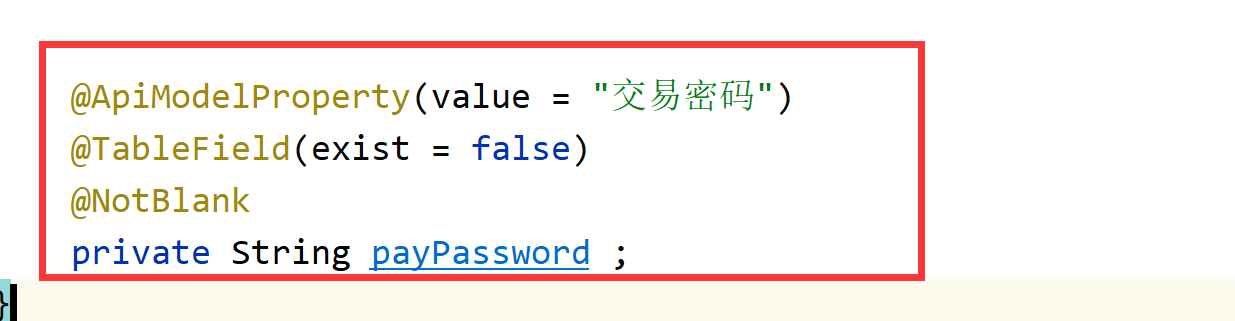 @ApiModelProperty(value = "交易密码")
@TableField(exist = false)
@NotBlank
private String payPassword ;
}